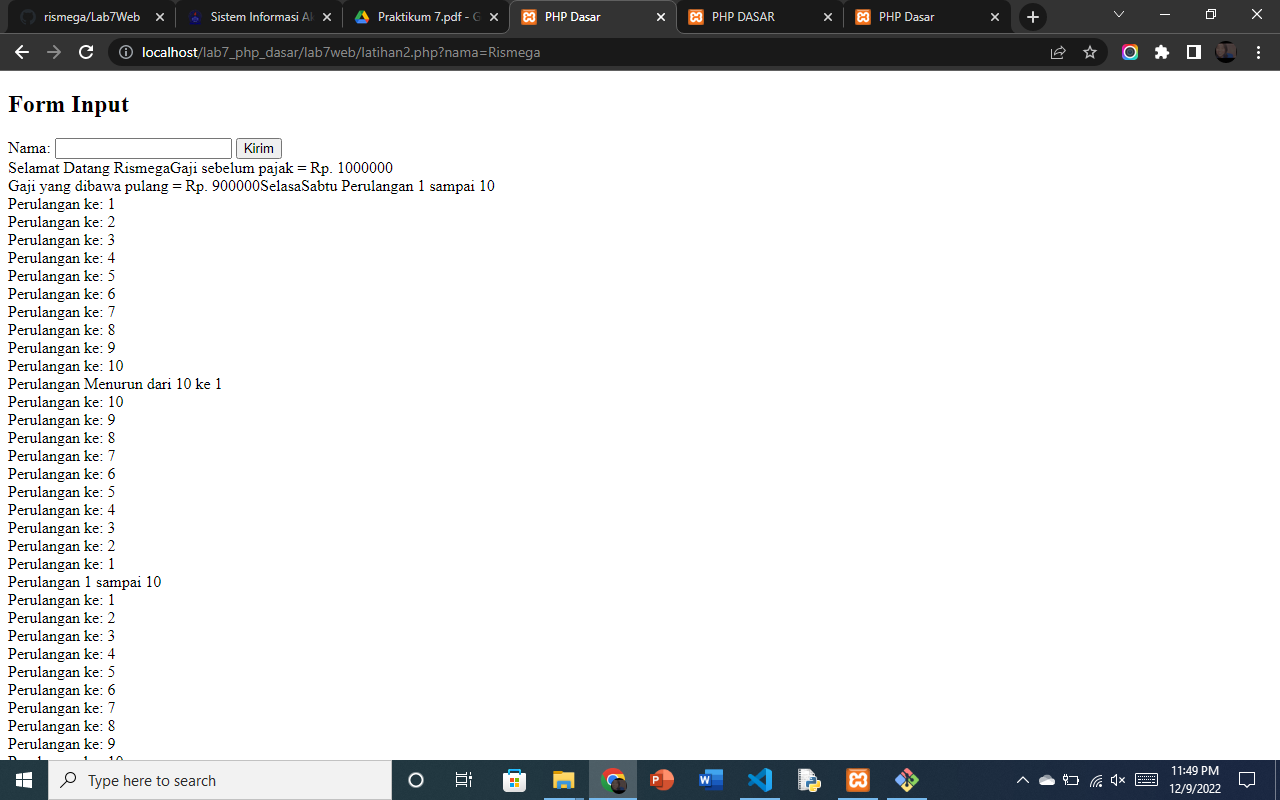 rismega/Lab7Web
Sistem Informasi Al
Praktikum 7.pdf - G
PHP Dasar
PHP DASAR
PHP Dasar
localhost/lab7_php_dasar/lab7web/latihan2.php?nama=Rismega
Form Input
Nama:
Kirim
Selamat Datang RismegaGaji sebelum pajak = Rp. 1000000
Gaji yang dibawa pulang = Rp. 900000SelasaSabtu Perulangan 1 sampai 10
Perulangan ke: 1
Perulangan ke: 2
Perulangan ke: 3
Perulangan ke: 4
Perulangan ke: 5
Perulangan ke: 6
Perulangan ke: 7
Perulangan ke: 8
Perulangan ke: 9
Perulangan ke: 10
Perulangan Menurun dari 10 ke 1
Perulangan ke: 10
Perulangan ke: 9
Perulangan ke: 8
Perulangan ke: 7
Perulangan ke: 6
Perulangan ke: 5
Perulangan ke: 4
Perulangan ke: 3
Perulangan ke: 2
Perulangan ke: 1
Perulangan 1 sampai 10
Perulangan ke: 1
Perulangan ke: 2
Perulangan ke: 3
Perulangan ke: 4
Perulangan ke: 5
Perulangan ke: 6
Perulangan ke: 7
Perulangan ke: 8
Perulangan ke: 9
Perulangan ke: 10
Type here to search
11:49 PM
12/9/2022